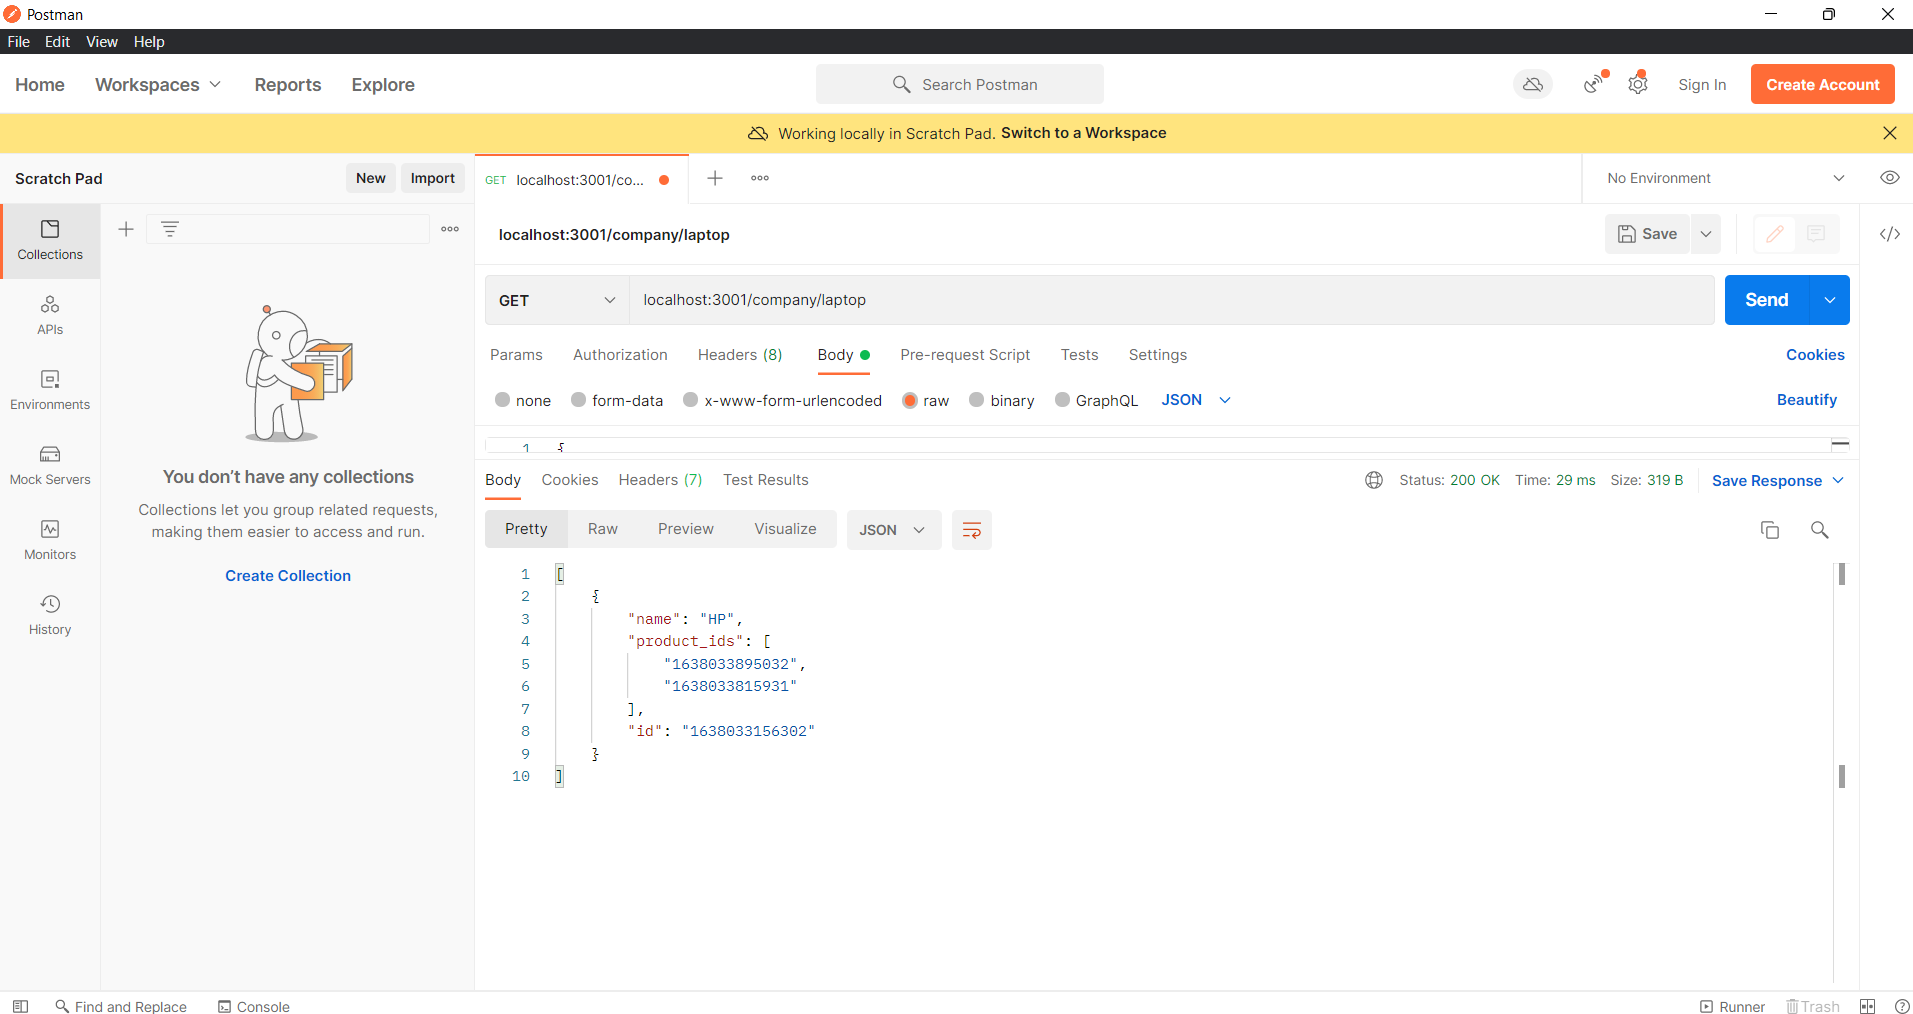 Postman
File Edit View Help
Home Workspaces Reports Explore Search Postman Sign In Create Account
Working locally in Scratch Pad. Switch to a Workspace
Scratch Pad New Import GET localhost:3001/co... No Environment
Collections
APIs
Environments
Mock Servers
Monitors
History
You don't have any collections
Collections let you group related requests,
making them easier to access and run.
Create Collection
localhost:3001/company/laptop Save
GET localhost:3001/company/laptop Send
Params Authorization Headers (8) Body Pre-request Script Tests Settings Cookies
none form-data x-www-form-urlencoded raw binary GraphQL JSON Beautify
1 {
Body Cookies Headers (7) Test Results Status: 200 OK Time: 29 ms Size: 319 B Save Response
Pretty Raw Preview Visualize JSON
1 [
2 {
3 "name": "HP",
4 "product_ids": [
5 "1638033895032",
6 "1638033815931"
7 ],
8 "id": "1638033156302"
9 }
10 ]
Find and Replace Console Runner Trash